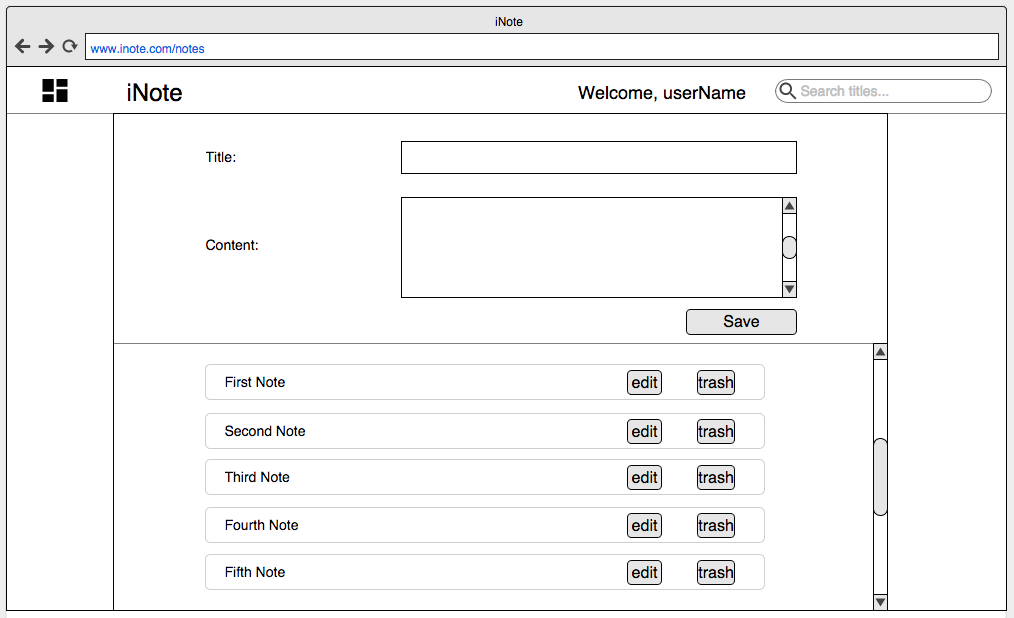 iNote
www.inote.com/notes
iNote
Welcome, userName
Search titles...
Title:
Content:
Save
First Note edit trash
Second Note edit trash
Third Note edit trash
Fourth Note edit trash
Fifth Note edit trash